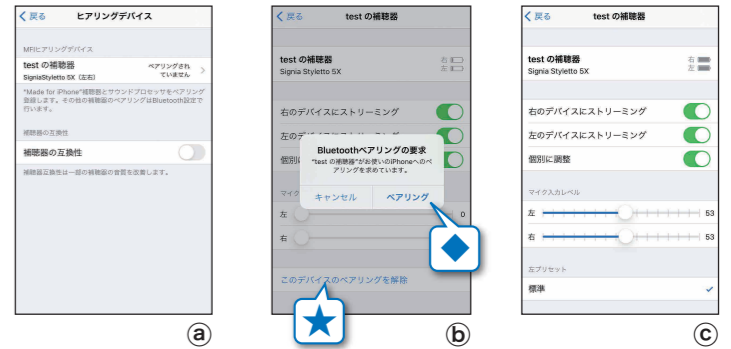 戻る ヒアリングデバイス
MFIヒアリングデバイス
test の補聴器
SigniaStyletto 5X（左右）
ペアリングされ
ていません
"Made for iPhone"補聴器とサウンドプロセッサをペアリング
登録します。その他の補聴器のペアリングはBluetooth設定で
行います。
補聴器の互換性
補聴器の互換性
補聴器互換性は一部の補聴器の音質を改善します。
a
戻る test の補聴器
test の補聴器 右
Signia Styletto 5X 左
右のデバイスにストリーミング
左のデバイスにストリーミング
個別
Bluetoothペアリングの要求
"test の補聴器"がお使いのiPhoneへのペ
アリングを求めています。
キャンセル ペアリング
マイク
左 0
右
このデバイスのペアリングを解除
b
戻る test の補聴器
test の補聴器 右
Signia Styletto 5X 左
右のデバイスにストリーミング
左のデバイスにストリーミング
個別に調整
マイク入力レベル
左 53
右 53
左プリセット
標準
c